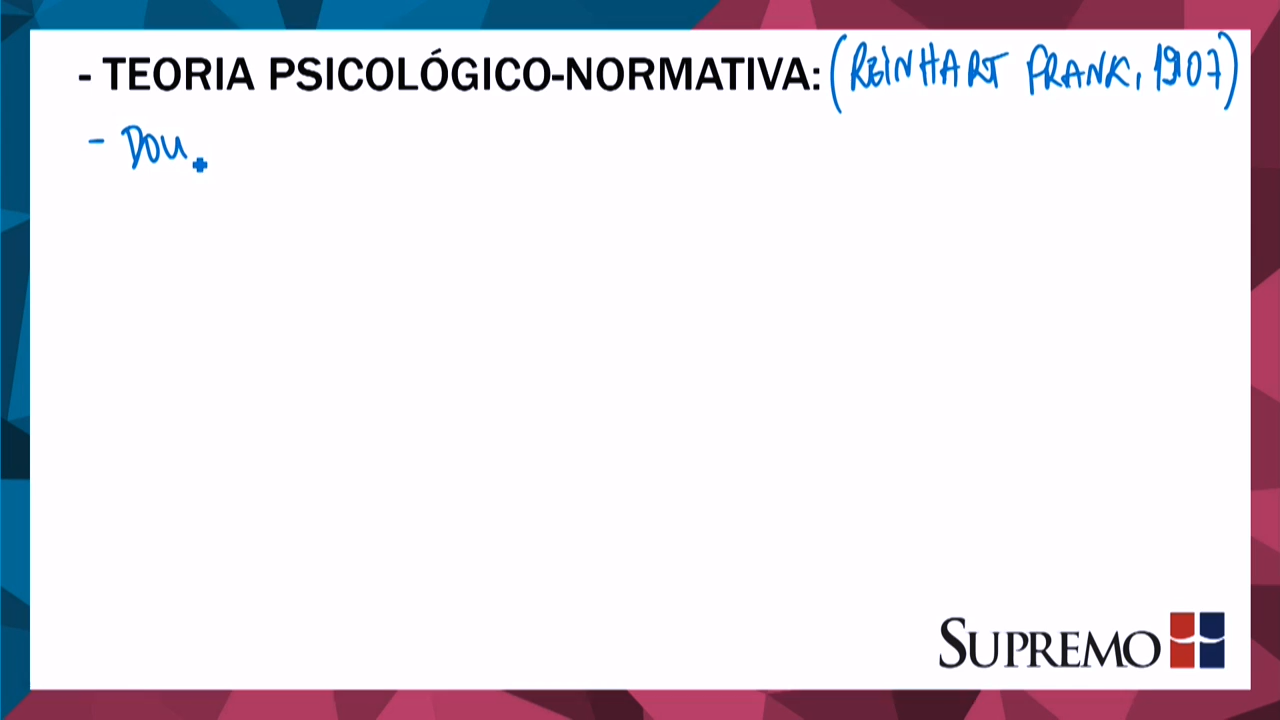 - TEORIA PSICOLÓGICO-NORMATIVA: (REINHART FRANK, 1907)
- DOU
SUPREMO